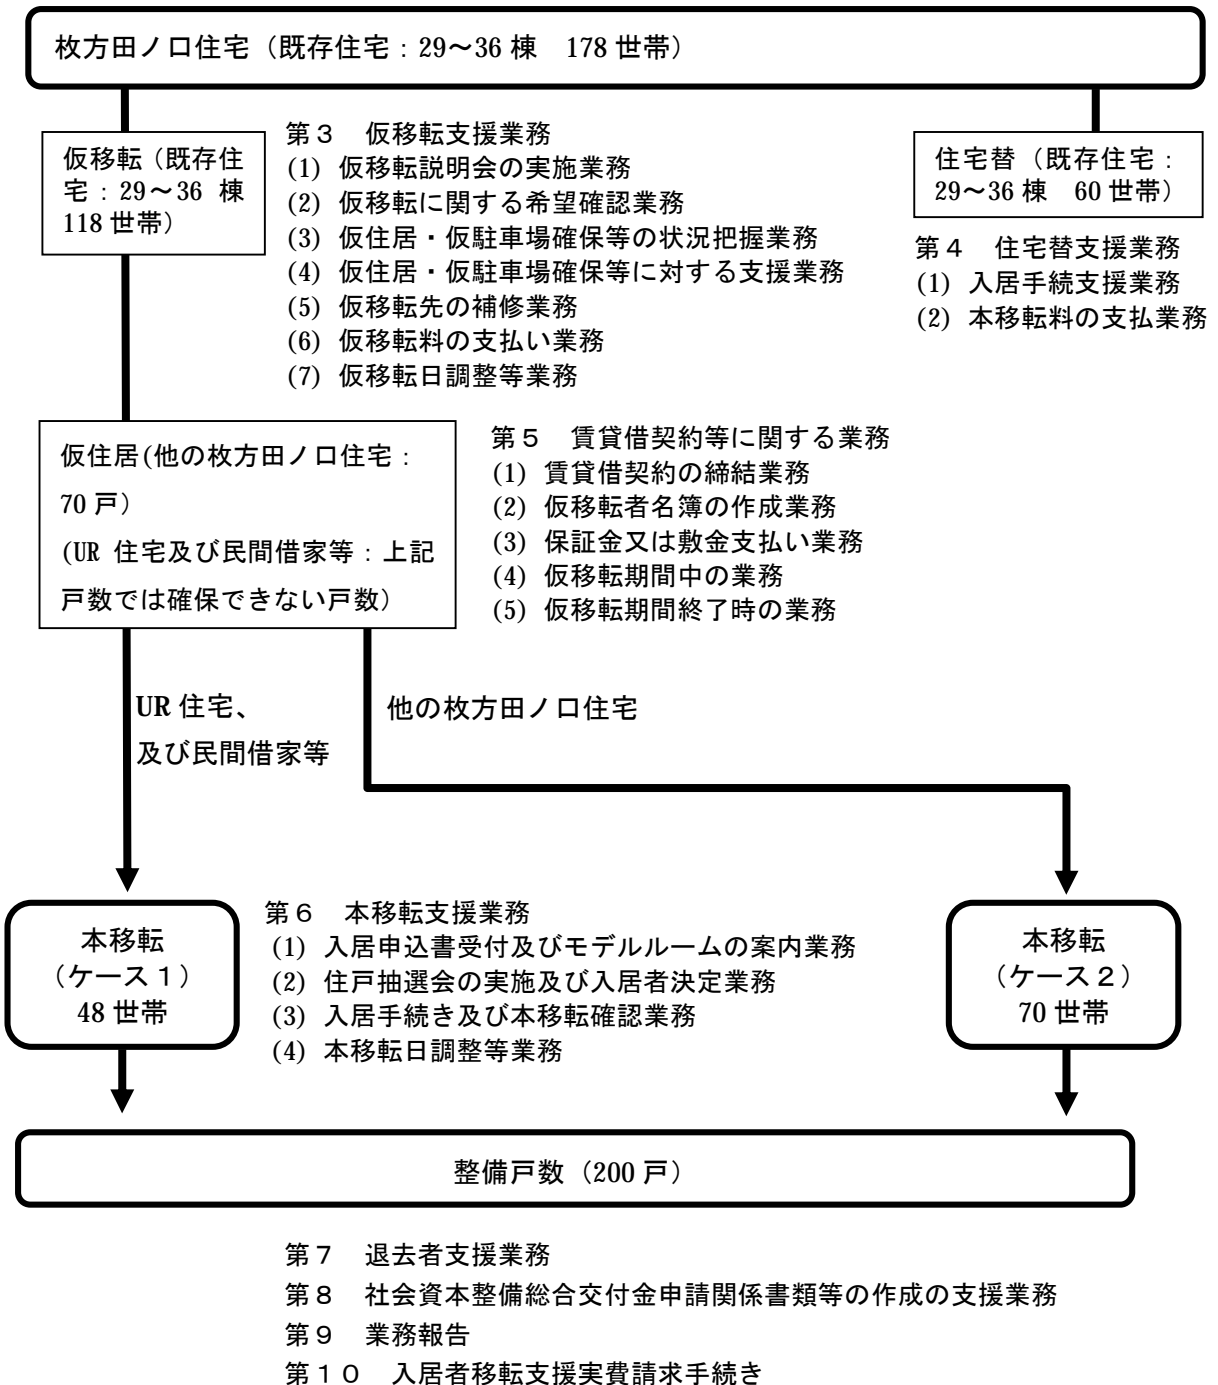 枚方田ノ口住宅（既存住宅：29～36 棟　178 世帯）
仮移転（既存住
宅：29～36 棟
118 世帯）
第３　仮移転支援業務
(1) 仮移転説明会の実施業務
(2) 仮移転に関する希望確認業務
(3) 仮住居・仮駐車場確保等の状況把握業務
(4) 仮住居・仮駐車場確保等に対する支援業務
(5) 仮移転先の補修業務
(6) 仮移転料の支払い業務
(7) 仮移転日調整等業務
住宅替（既存住宅：
29～36 棟　60 世帯）
第４　住宅替支援業務
(1) 入居手続支援業務
(2) 本移転料の支払業務
仮住居(他の枚方田ノ口住宅：
70 戸）
(UR 住宅及び民間借家等：上記
戸数では確保できない戸数）
第５　賃貸借契約等に関する業務
(1) 賃貸借契約の締結業務
(2) 仮移転者名簿の作成業務
(3) 保証金又は敷金支払い業務
(4) 仮移転期間中の業務
(5) 仮移転期間終了時の業務
UR 住宅、
及び民間借家等
他の枚方田ノ口住宅
本移転
（ケース１）
48 世帯
第６　本移転支援業務
(1) 入居申込書受付及びモデルルームの案内業務
(2) 住戸抽選会の実施及び入居者決定業務
(3) 入居手続き及び本移転確認業務
(4) 本移転日調整等業務
本移転
（ケース２）
70 世帯
整備戸数（200 戸）
第７　退去者支援業務
第８　社会資本整備総合交付金申請関係書類等の作成の支援業務
第９　業務報告
第１０　入居者移転支援実費請求手続き